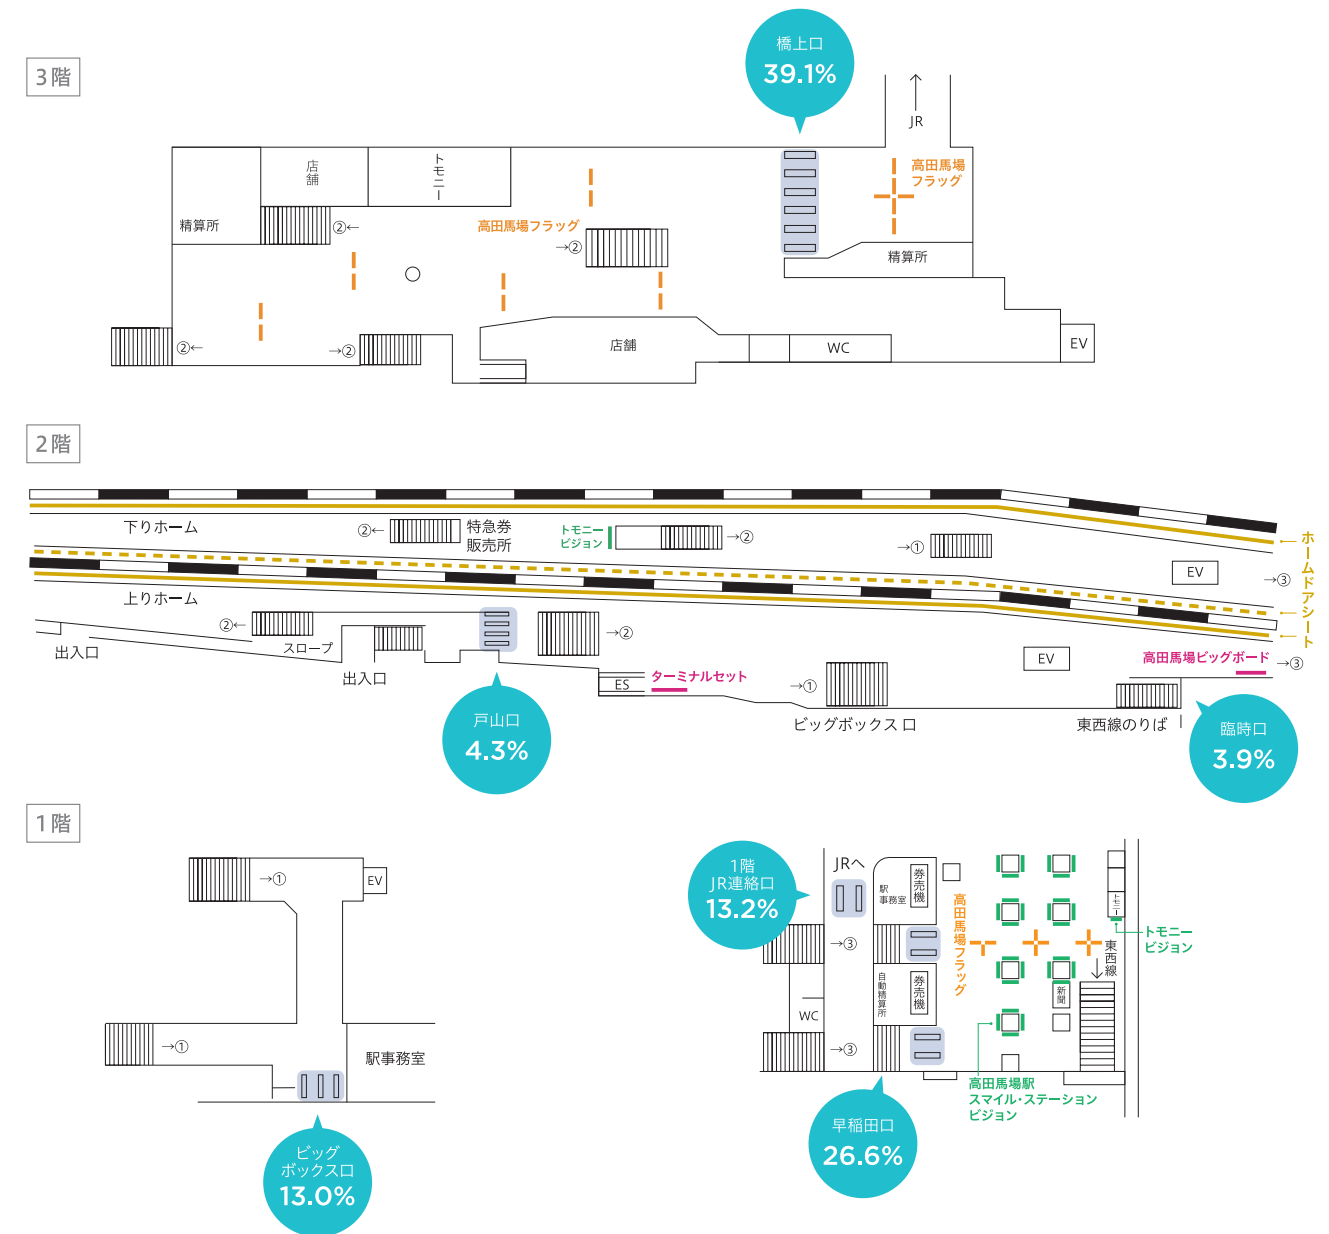 3階
橋上口
39.1%
JR
高田馬場
フラッグ
店舗
トモニー
精算所
②←
高田馬場フラッグ
→②
精算所
②←
→②
店舗
WC
EV
2階
下りホーム
②←
特急券
販売所
トモニー
ビジョン
→②
→①
EV
→③
ホームドアシート
上りホーム
②←
スロープ
出入口
出入口
→②
ES
ターミナルセット
→①
EV
高田馬場ビッグボード
→③
戸山口
4.3%
ビッグボックス 口
東西線のりば
臨時口
3.9%
1階
→①
EV
→①
駅事務室
ビッグ
ボックス口
13.0%
1階
JR連絡口
13.2%
JRへ
駅
事務室
券売機
→③
高田馬場フラッグ
トモニー
トモニー
ビジョン
東西線
自動精算所
券売機
新聞
WC
→③
高田馬場駅
スマイル・ステーション
ビジョン
早稲田口
26.6%